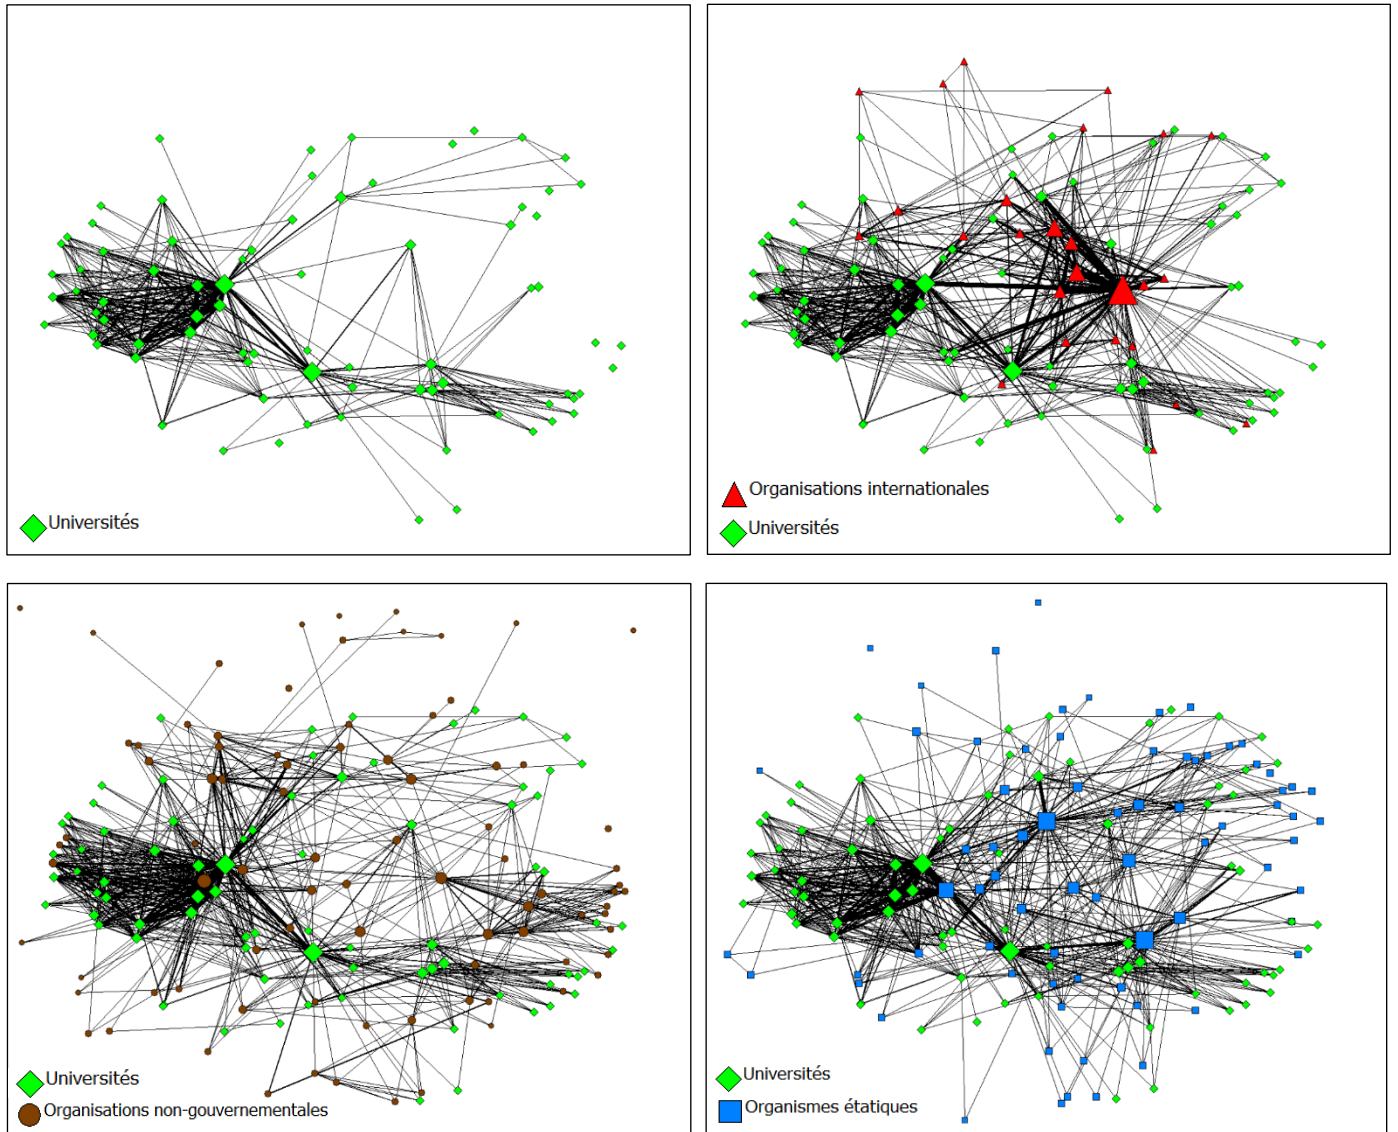 Universités
Organisations internationales
Universités
Universités
Organisations non-gouvernementales
Universités
Organismes étatiques